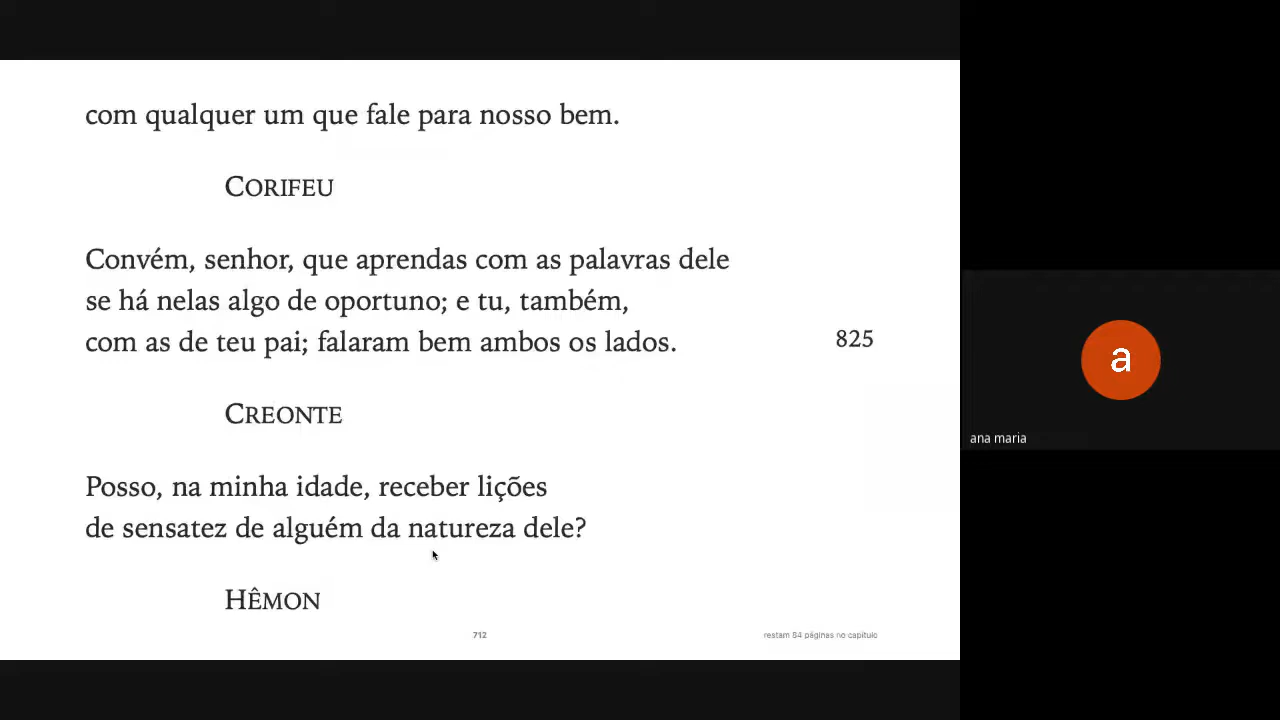 com qualquer um que fale para nosso bem.
CORIFEU
Convém, senhor, que aprendas com as palavras dele
se há nelas algo de oportuno; e tu, também,
com as de teu pai; falaram bem ambos os lados.
825
CREONTE
Posso, na minha idade, receber lições
de sensatez de alguém da natureza dele?
HÊMON
712
restam 84 páginas no capítulo
a
ana maria